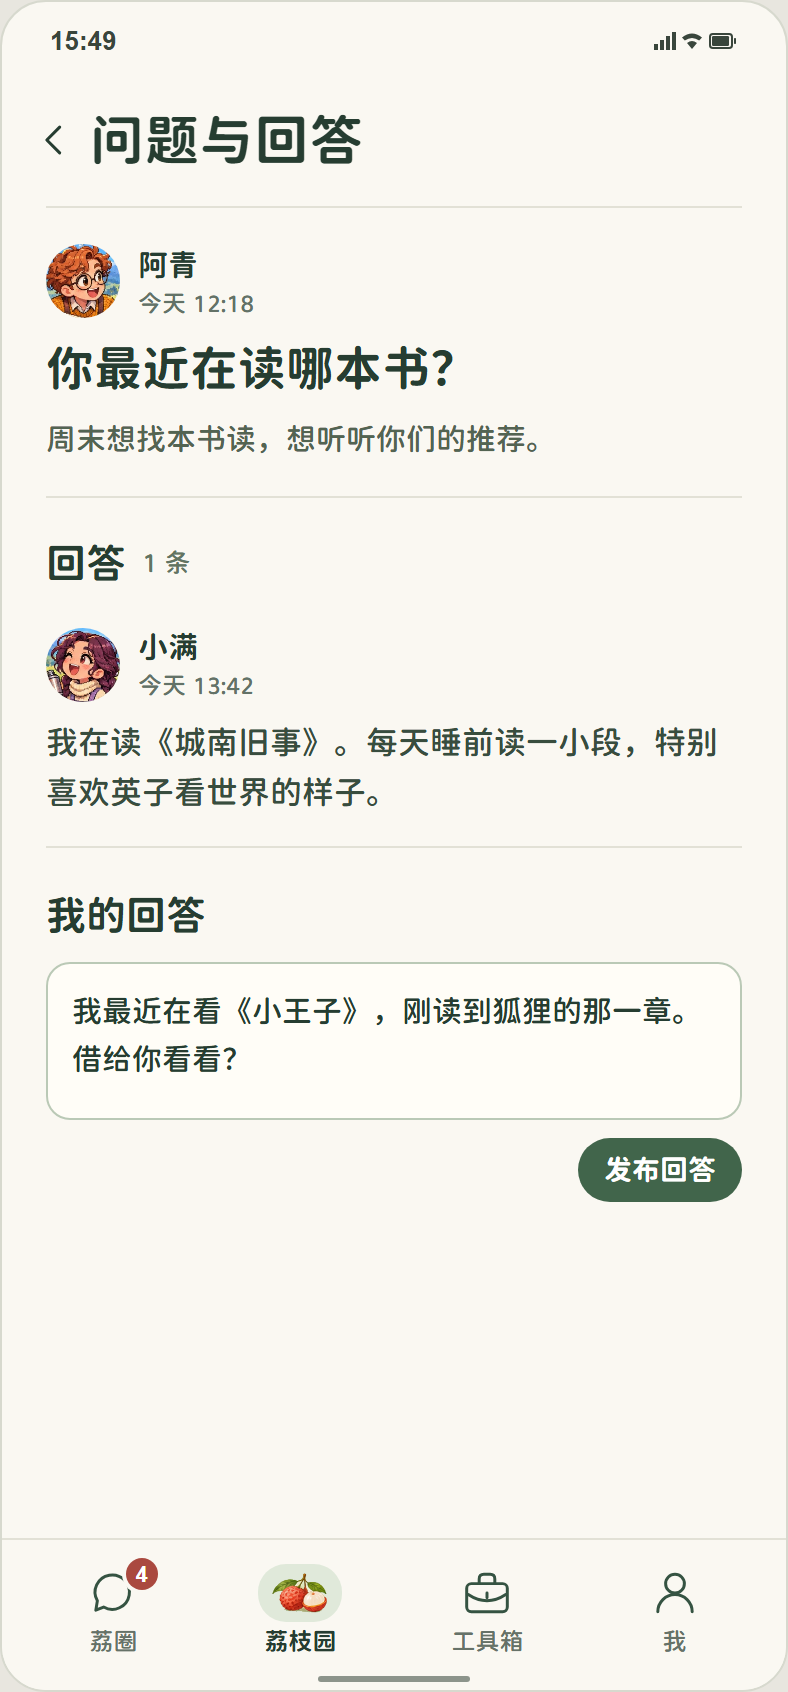 15:49
问题与回答
阿青
今天 12:18
你最近在读哪本书？
周末想找本书读，想听听你们的推荐。
回答 1 条
小满
今天 13:42
我在读《城南旧事》。每天睡前读一小段，特别
喜欢英子看世界的样子。
我的回答
我最近在看《小王子》，刚读到狐狸的那一章。
借给你看看？
发布回答
4
荔圈
荔枝园
工具箱
我